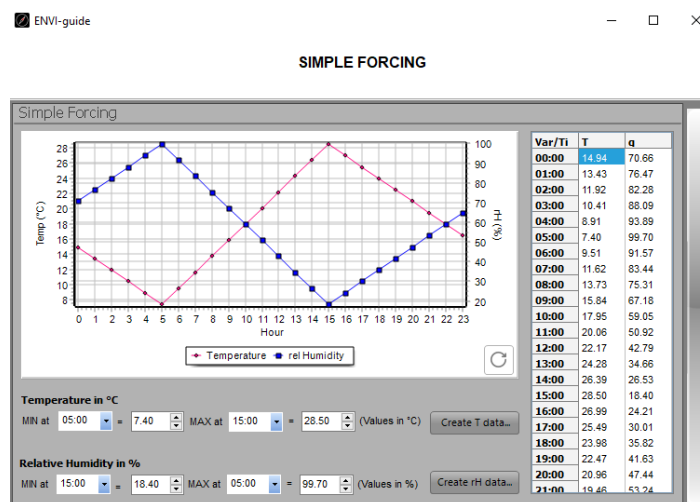 ENVI-guide
SIMPLE FORCING
Simple Forcing
28
26
24
22
20
18
16
14
12
10
8
Temp (°C)
100
90
80
70
60
50
40
30
20
rH (%)
0 1 2 3 4 5 6 7 8 9 10 11 12 13 14 15 16 17 18 19 20 21 22 23
Hour
Temperature rel Humidity
Var/Ti T q
00:00 14.94 70.66
01:00 13.43 76.47
02:00 11.92 82.28
03:00 10.41 88.09
04:00 8.91 93.89
05:00 7.40 99.70
06:00 9.51 91.57
07:00 11.62 83.44
08:00 13.73 75.31
09:00 15.84 67.18
10:00 17.95 59.05
11:00 20.06 50.92
12:00 22.17 42.79
13:00 24.28 34.66
14:00 26.39 26.53
15:00 28.50 18.40
16:00 26.99 24.21
17:00 25.49 30.01
18:00 23.98 35.82
19:00 22.47 41.63
20:00 20.96 47.44
21:00 19.46 53.24
Temperature in °C
MIN at 05:00 = 7.40 MAX at 15:00 = 28.50 (Values in °C) Create T data...
Relative Humidity in %
MIN at 15:00 = 18.40 MAX at 05:00 = 99.70 (Values in %) Create rH data...